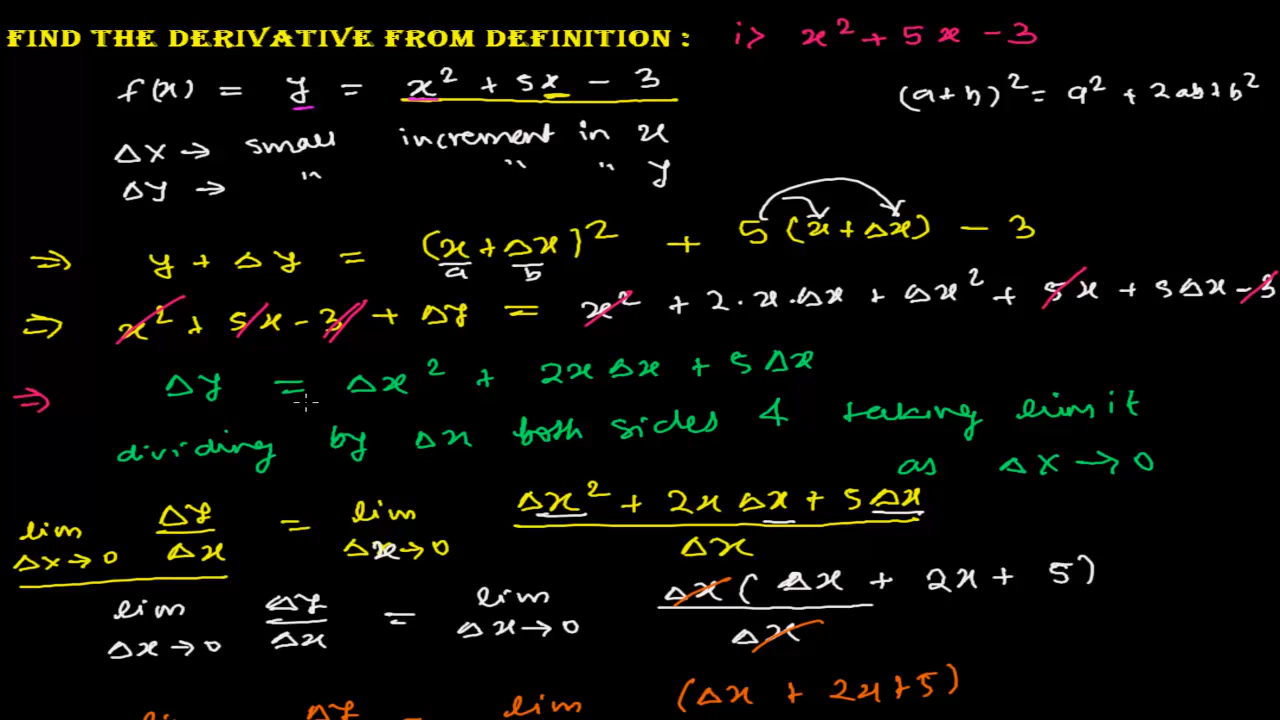 FIND THE DERIVATIVE FROM DEFINITION : i> x² + 5x - 3
f(x) = y = x² + 5x - 3
(a+b)² = a² + 2ab + b²
Δx → small increment in x
Δy → " " " y
⇒ y + Δy = (x + Δx)² + 5(x + Δx) - 3
a b
⇒ x² + 5x - 3 + Δy = x² + 2·x·Δx + Δx² + 5x + 5Δx - 3
⇒ Δy = Δx² + 2xΔx + 5Δx
dividing by Δx both sides & taking limit
as Δx → 0
lim Δx→0 Δy/Δx = lim Δx→0 (Δx² + 2xΔx + 5Δx)/Δx
lim Δx→0 Δy/Δx = lim Δx→0 Δx(Δx + 2x + 5)/Δx
lim Δy = lim (Δx + 2x + 5)